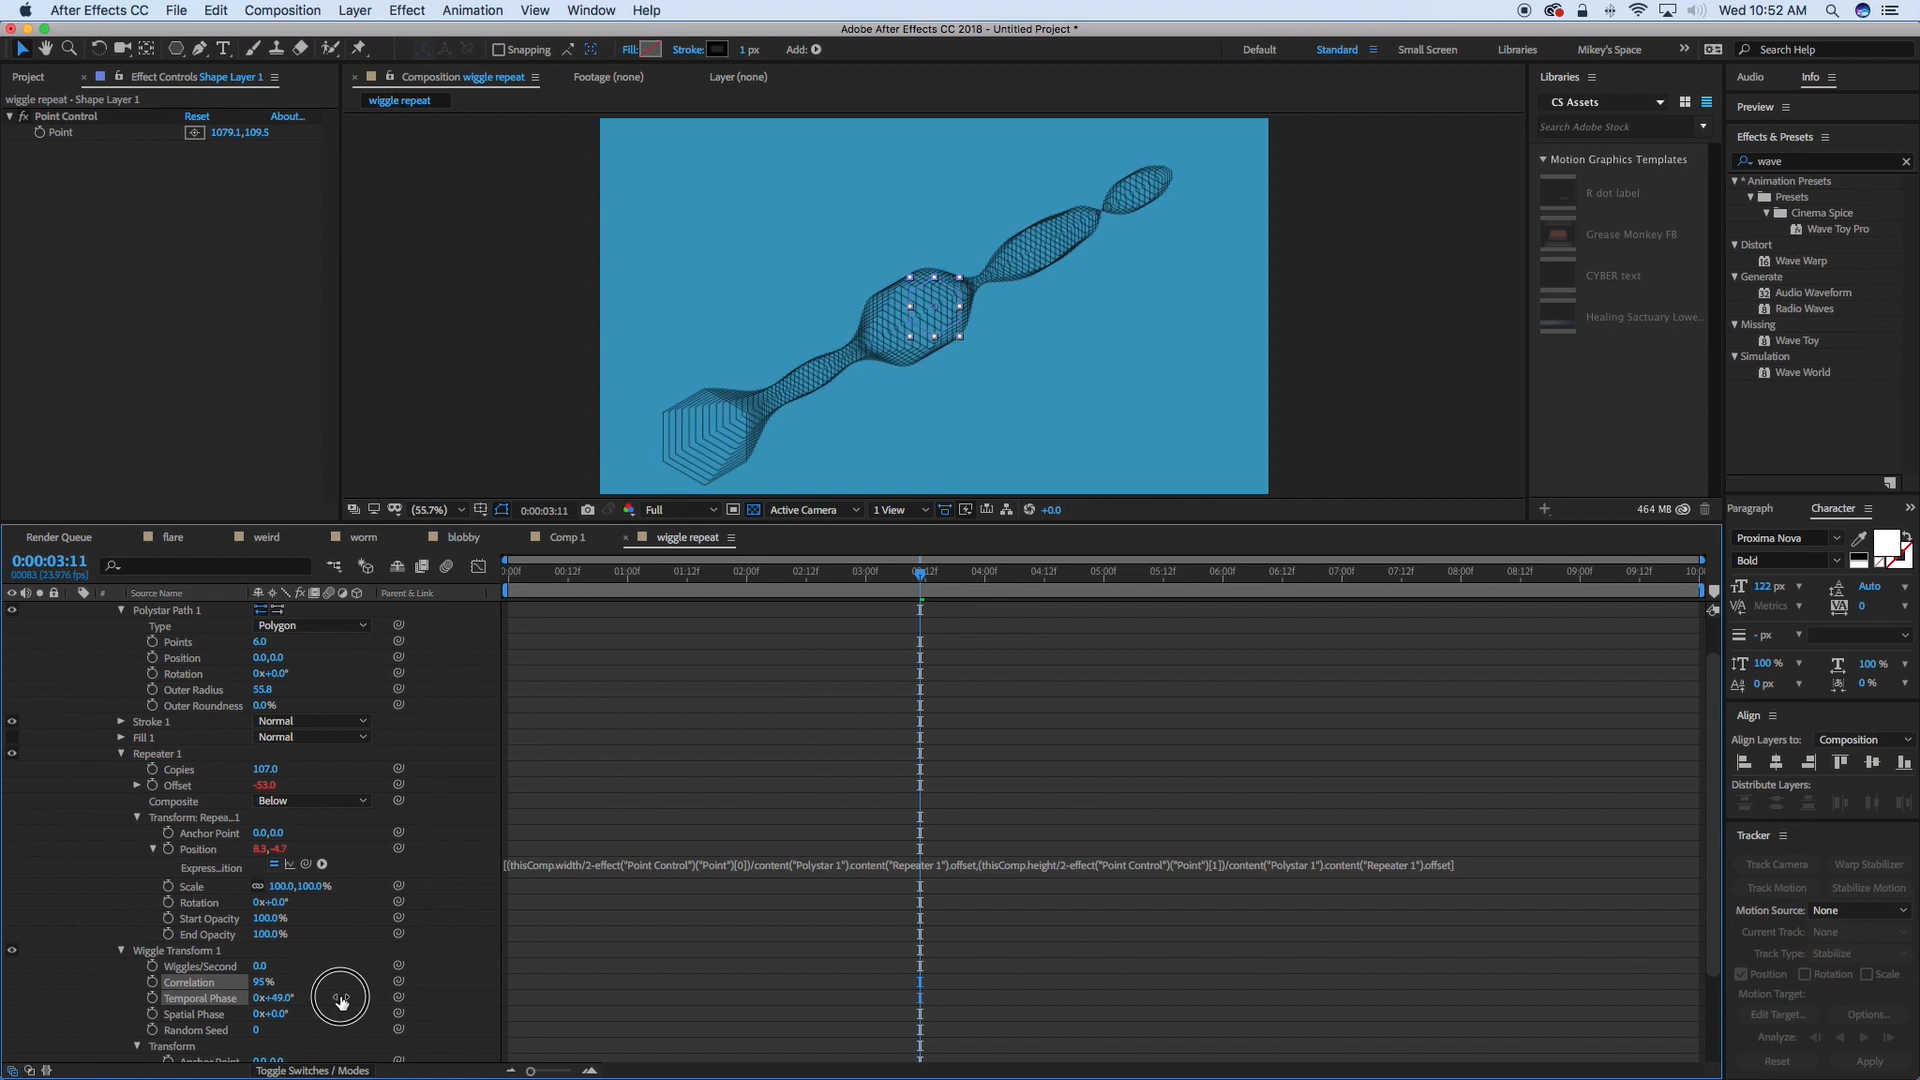 After Effects CC File Edit Composition Layer Effect Animation View Window Help Wed 10:52 AM
Adobe After Effects CC 2018 - Untitled Project *
Snapping Fill: Stroke: 1 px Add: Default Standard Small Screen Libraries Mikey's Space Search Help
Project Effect Controls Shape Layer 1 Composition wiggle repeat Footage (none) Layer (none) Libraries Audio Info
wiggle repeat • Shape Layer 1
wiggle repeat
CS Assets
Preview
fx Point Control Reset About...
Point 1079.1,109.5
Search Adobe Stock
Effects & Presets
wave
Motion Graphics Templates
R dot label
Grease Monkey FB
CYBER text
Healing Sactuary Lowe...
* Animation Presets
Presets
Cinema Spice
Wave Toy Pro
Distort
Wave Warp
Generate
Audio Waveform
Radio Waves
Missing
Wave Toy
Simulation
Wave World
(55.7%) 0:00:03:11 Full Active Camera 1 View +0.0
464 MB
Paragraph Character
Render Queue flare weird worm blobby Comp 1 wiggle repeat
Proxima Nova
Bold
0:00:03:11
00083 (23.976 fps)
:00f 00:12f 01:00f 01:12f 02:00f 02:12f 03:00f 03:12f 04:00f 04:12f 05:00f 05:12f 06:00f 06:12f 07:00f 07:12f 08:00f 08:12f 09:00f 09:12f 10:0
122 px Auto
Metrics 0
- px
100 % 100 %
0 px 0 %
# Source Name Parent & Link
Polystar Path 1
Type Polygon
Points 6.0
Position 0.0,0.0
Rotation 0x+0.0°
Outer Radius 55.8
Outer Roundness 0.0%
Stroke 1 Normal
Fill 1 Normal
Repeater 1
Copies 107.0
Offset -53.0
Composite Below
Transform: Repea...1
Anchor Point 0.0,0.0
Position 8.3,-4.7
Express...ition
[(thisComp.width/2-effect("Point Control")("Point")[0])/content("Polystar 1").content("Repeater 1").offset,(thisComp.height/2-effect("Point Control")("Point")[1])/content("Polystar 1").content("Repeater 1").offset]
Scale 100.0,100.0%
Rotation 0x+0.0°
Start Opacity 100.0%
End Opacity 100.0%
Wiggle Transform 1
Wiggles/Second 0.0
Correlation 95%
Temporal Phase 0x+49.0°
Spatial Phase 0x+0.0°
Random Seed 0
Transform
Anchor Point 0.0,0.0
Toggle Switches / Modes
Align
Align Layers to: Composition
Distribute Layers:
Tracker
Track Camera Warp Stabilizer
Track Motion Stabilize Motion
Motion Source: None
Current Track: None
Track Type: Stabilize
Position Rotation Scale
Motion Target:
Edit Target... Options...
Analyze:
Reset Apply